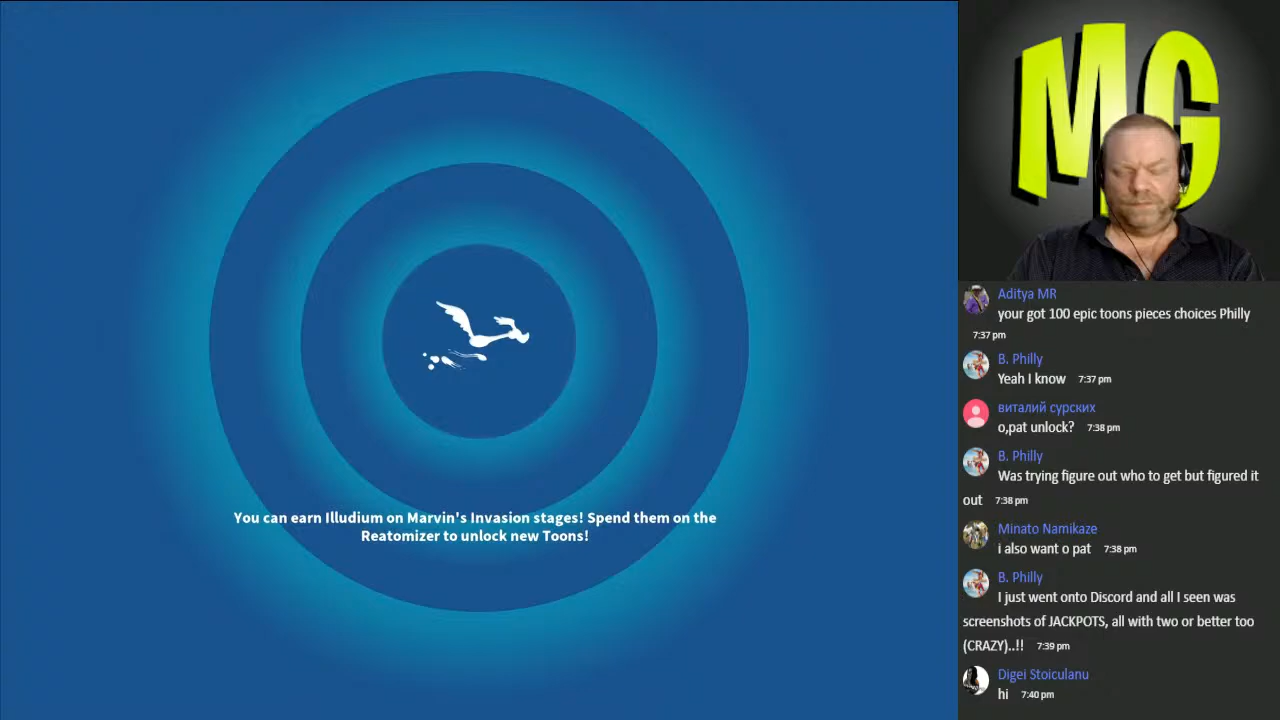 MG
You can earn Illudium on Marvin's Invasion stages! Spend them on the
Reatomizer to unlock new Toons!
Aditya MR
your got 100 epic toons pieces choices Philly
7:37 pm
B. Philly
Yeah I know 7:37 pm
виталий сурских
o,pat unlock? 7:38 pm
B. Philly
Was trying figure out who to get but figured it
out 7:38 pm
Minato Namikaze
i also want o pat 7:38 pm
B. Philly
I just went onto Discord and all I seen was
screenshots of JACKPOTS, all with two or better too
(CRAZY)..!! 7:39 pm
Digei Stoiculanu
hi 7:40 pm